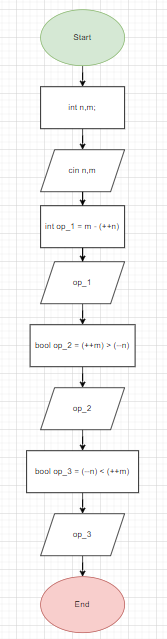 Start
int n,m;
cin n,m
int op_1 = m - (++n)
op_1
bool op_2 = (++m) > (--n)
op_2
bool op_3 = (--n) < (++m)
op_3
End